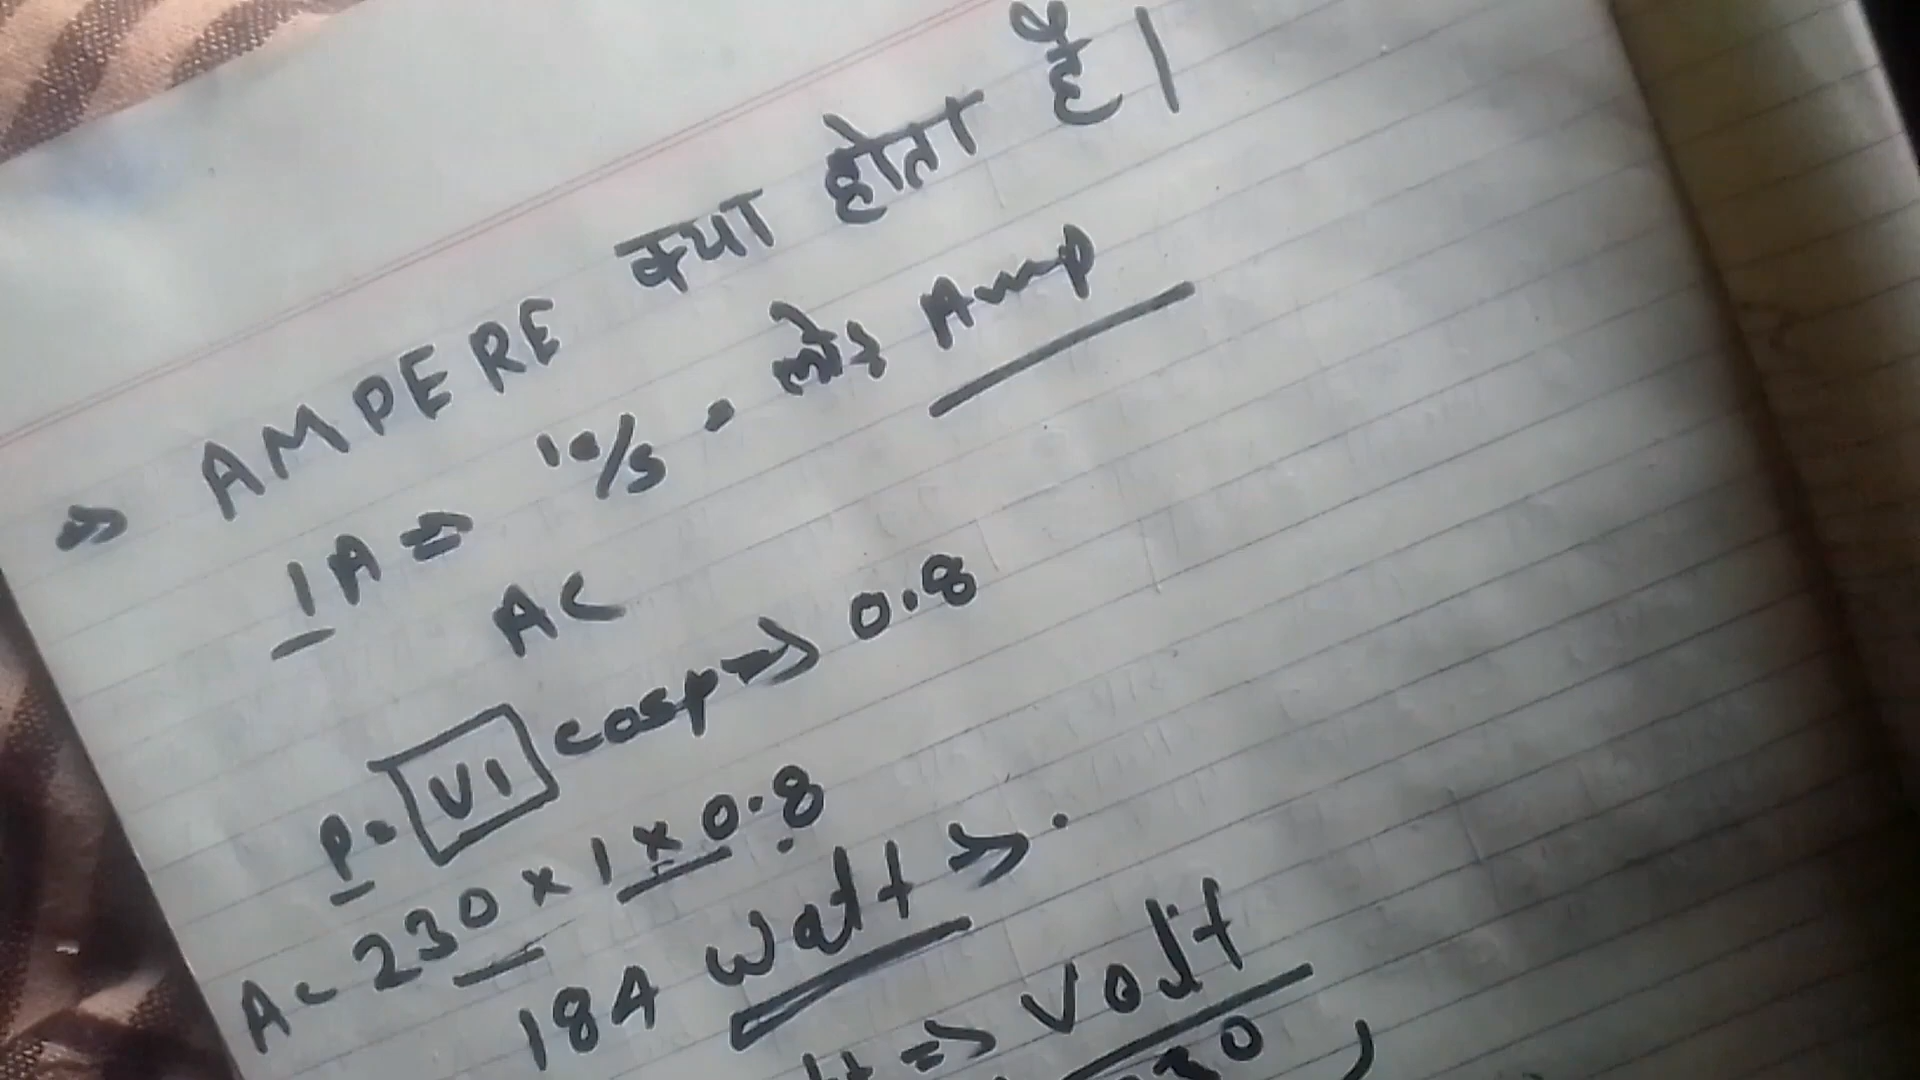 ⇒ AMPERE क्या होता है।
1A ⇒ 1C/S . लोड Amp
AC
P= VI cosφ → 0.8
AC 230 × 1 × 0.8
184 watt → .
⇒ volt